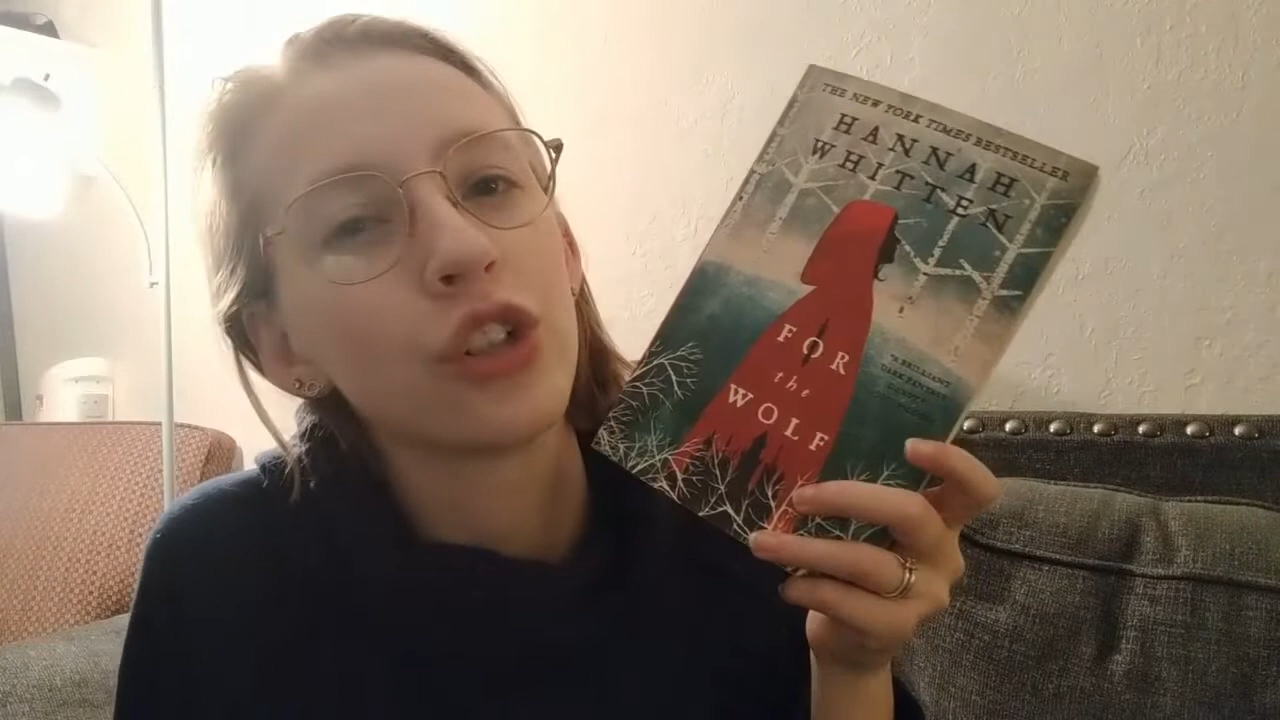 THE NEW YORK TIMES BESTSELLER
HANNAH
WHITTEN
FOR
the
WOLF
"A BRILLIANT
DARK FANTASY